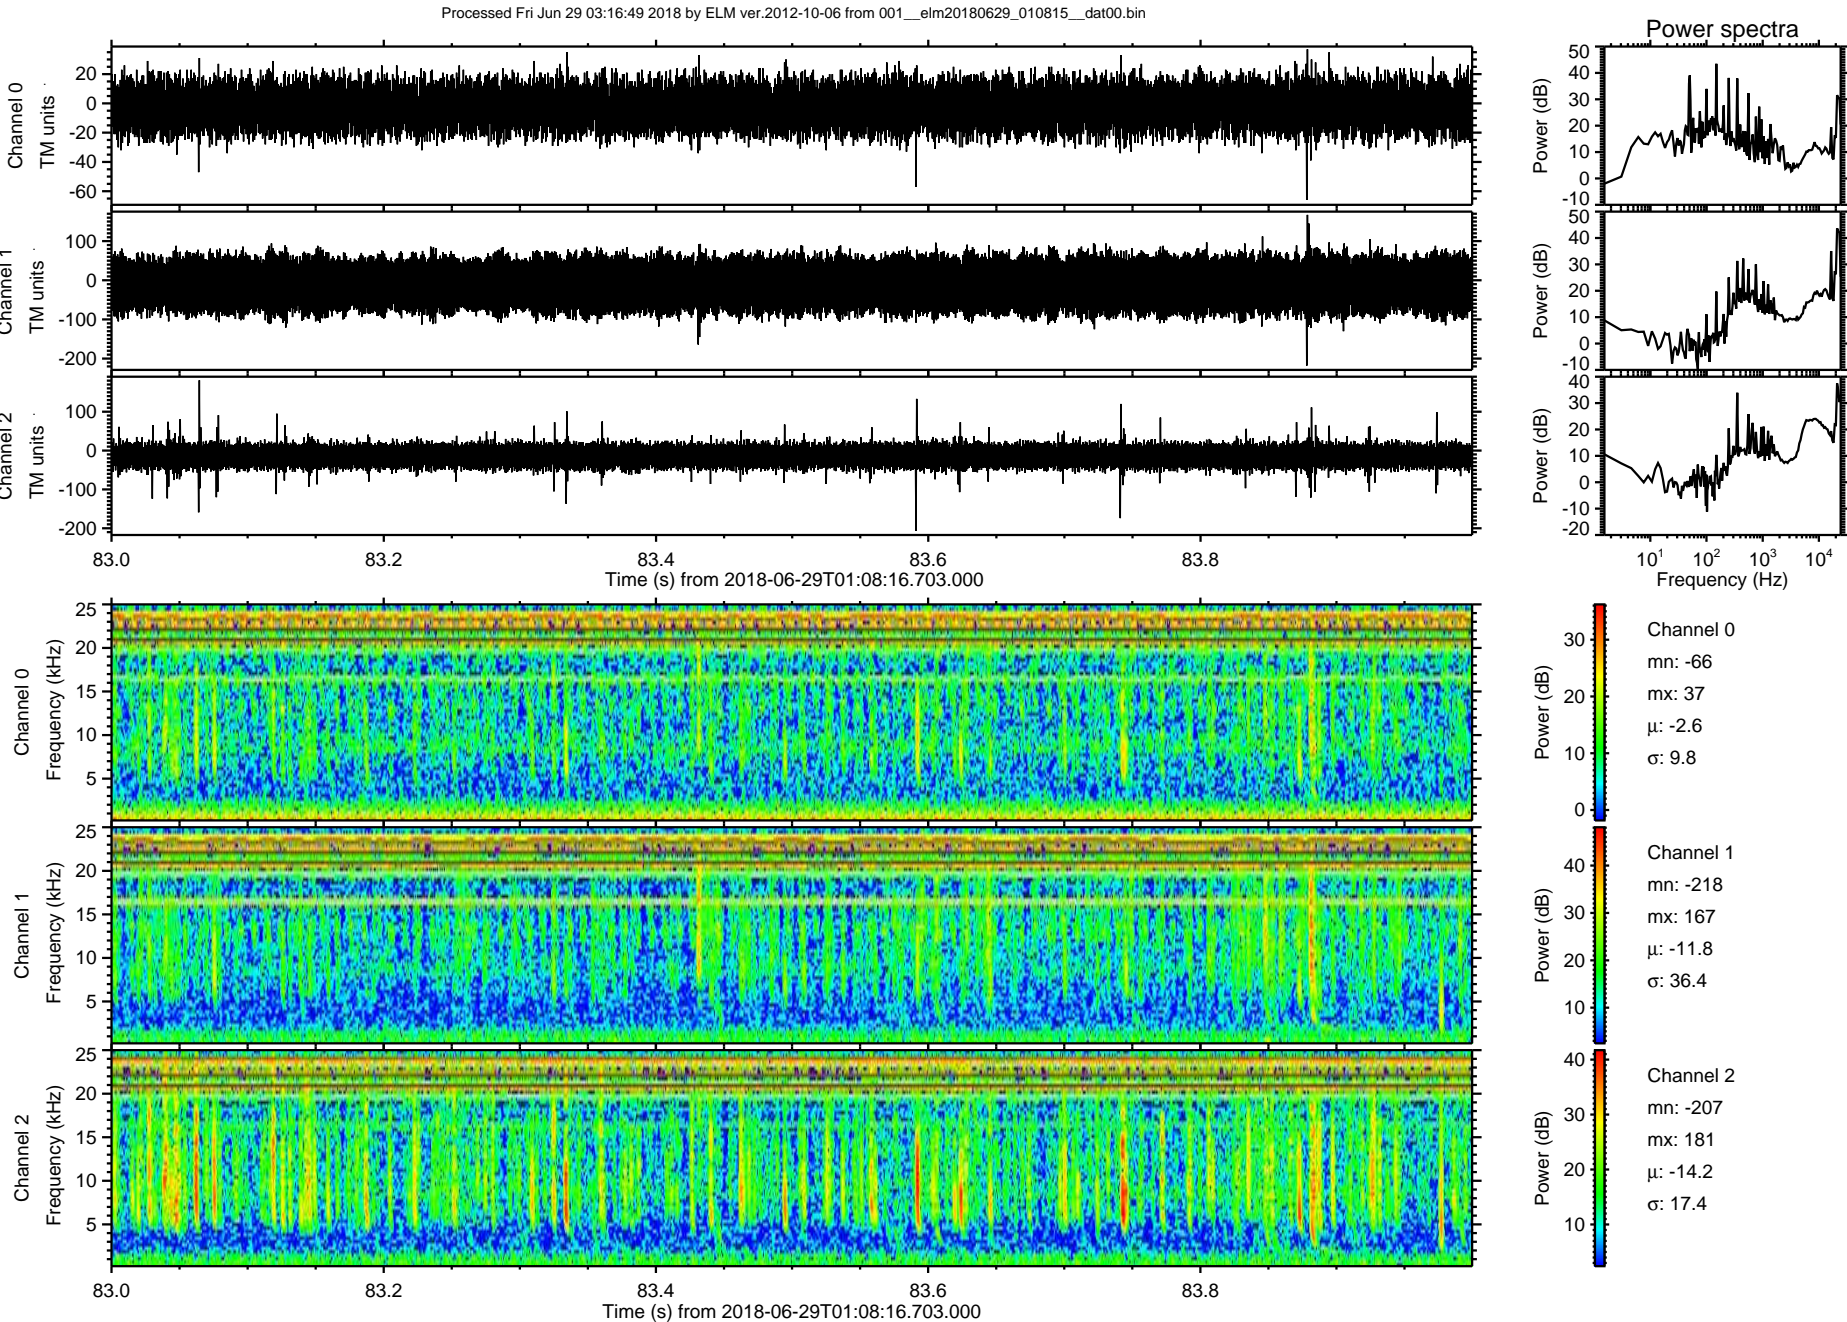 Processed Fri Jun 29 03:16:49 2018 by ELM ver.2012-10-06 from 001__elm20180629_010815__dat00.bin
Power spectra
Channel 0
TM units
20
0
-20
-40
-60
Power (dB)
50
40
30
20
10
0
-10
Channel 1
TM units
100
0
-100
-200
Power (dB)
50
40
30
20
10
0
-10
Channel 2
TM units
100
0
-100
-200
Power (dB)
40
30
20
10
0
-10
-20
83.0 83.2 83.4 83.6 83.8
Time (s) from 2018-06-29T01:08:16.703.000
10^1 10^2 10^3 10^4
Frequency (Hz)
Channel 0
Frequency (kHz)
25
20
15
10
5
Power (dB)
30
20
10
0
Channel 0
mn: -66
mx: 37
μ: -2.6
σ: 9.8
Channel 1
Frequency (kHz)
25
20
15
10
5
Power (dB)
40
30
20
10
Channel 1
mn: -218
mx: 167
μ: -11.8
σ: 36.4
Channel 2
Frequency (kHz)
25
20
15
10
5
Power (dB)
40
30
20
10
Channel 2
mn: -207
mx: 181
μ: -14.2
σ: 17.4
83.0 83.2 83.4 83.6 83.8
Time (s) from 2018-06-29T01:08:16.703.000